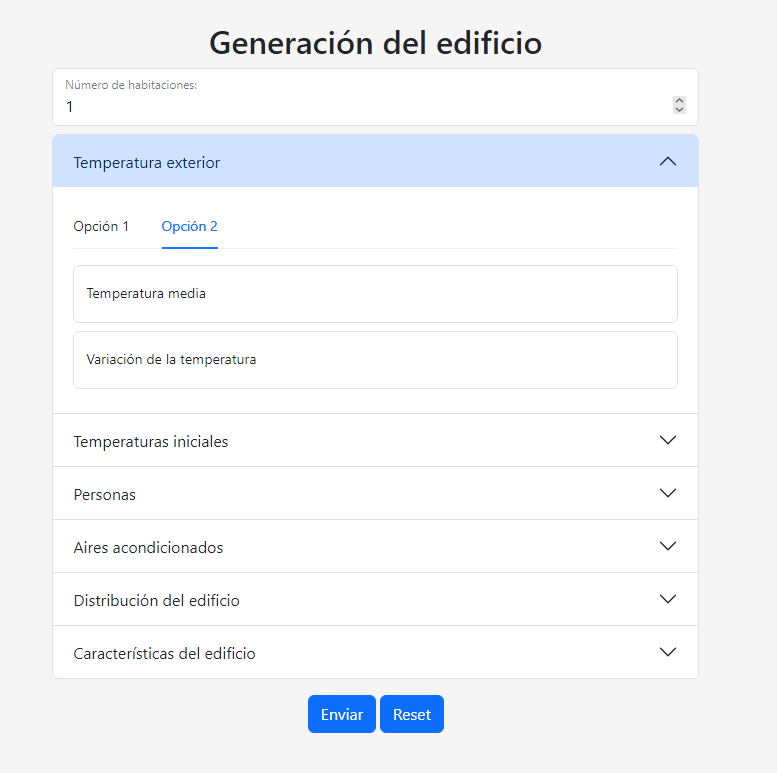 Generación del edificio
Número de habitaciones:
1
Temperatura exterior
Opción 1 Opción 2
Temperatura media
Variación de la temperatura
Temperaturas iniciales
Personas
Aires acondicionados
Distribución del edificio
Características del edificio
Enviar Reset